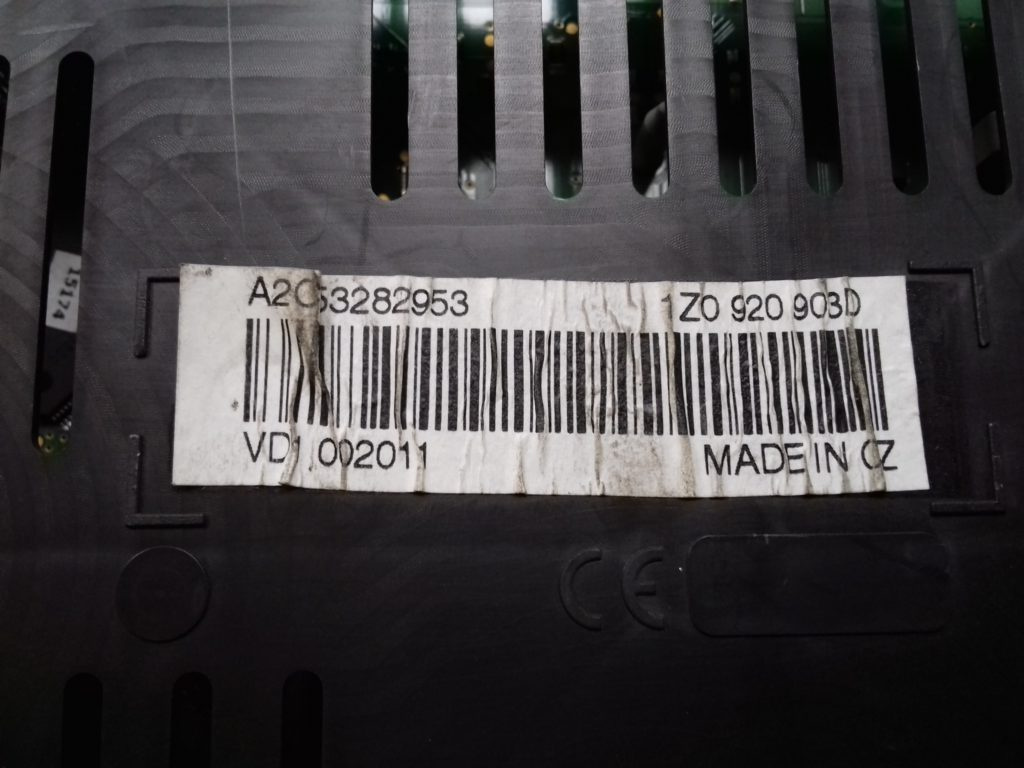 A2C53282953 1Z0 920 903D
VD1 002011 MADE IN CZ
15174
CE